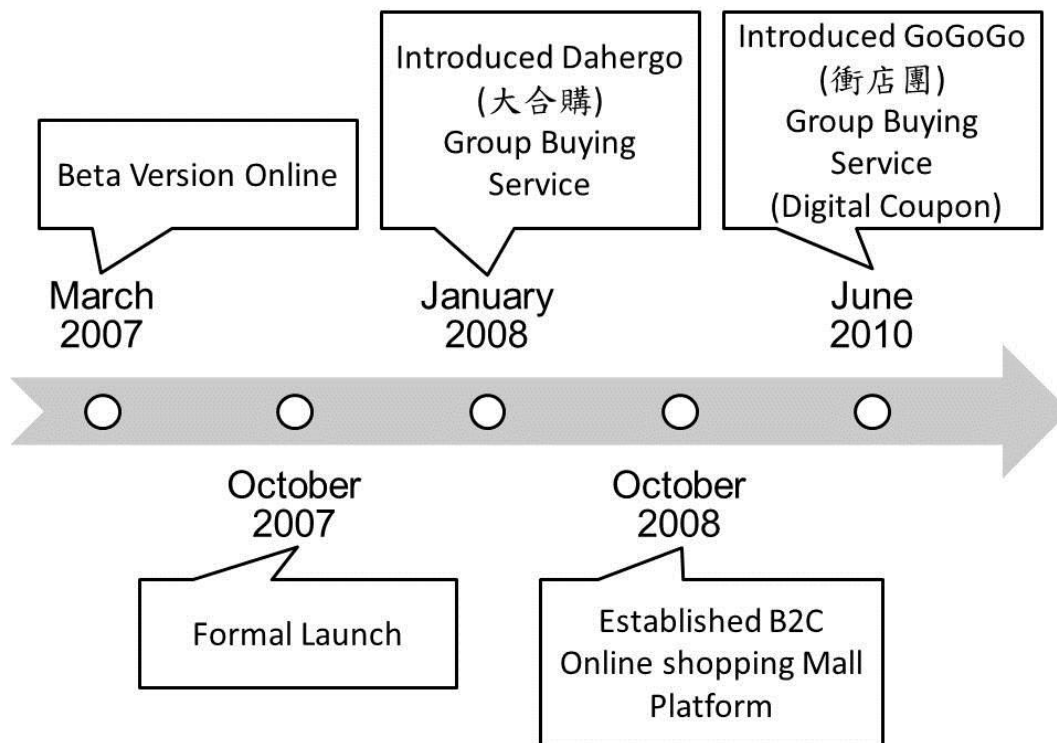 Beta Version Online
March
2007
Formal Launch
October
2007
Introduced Dahergo
(大合購)
Group Buying
Service
January
2008
October
2008
Established B2C
Online shopping Mall
Platform
Introduced GoGoGo
(衝店團)
Group Buying
Service
(Digital Coupon)
June
2010